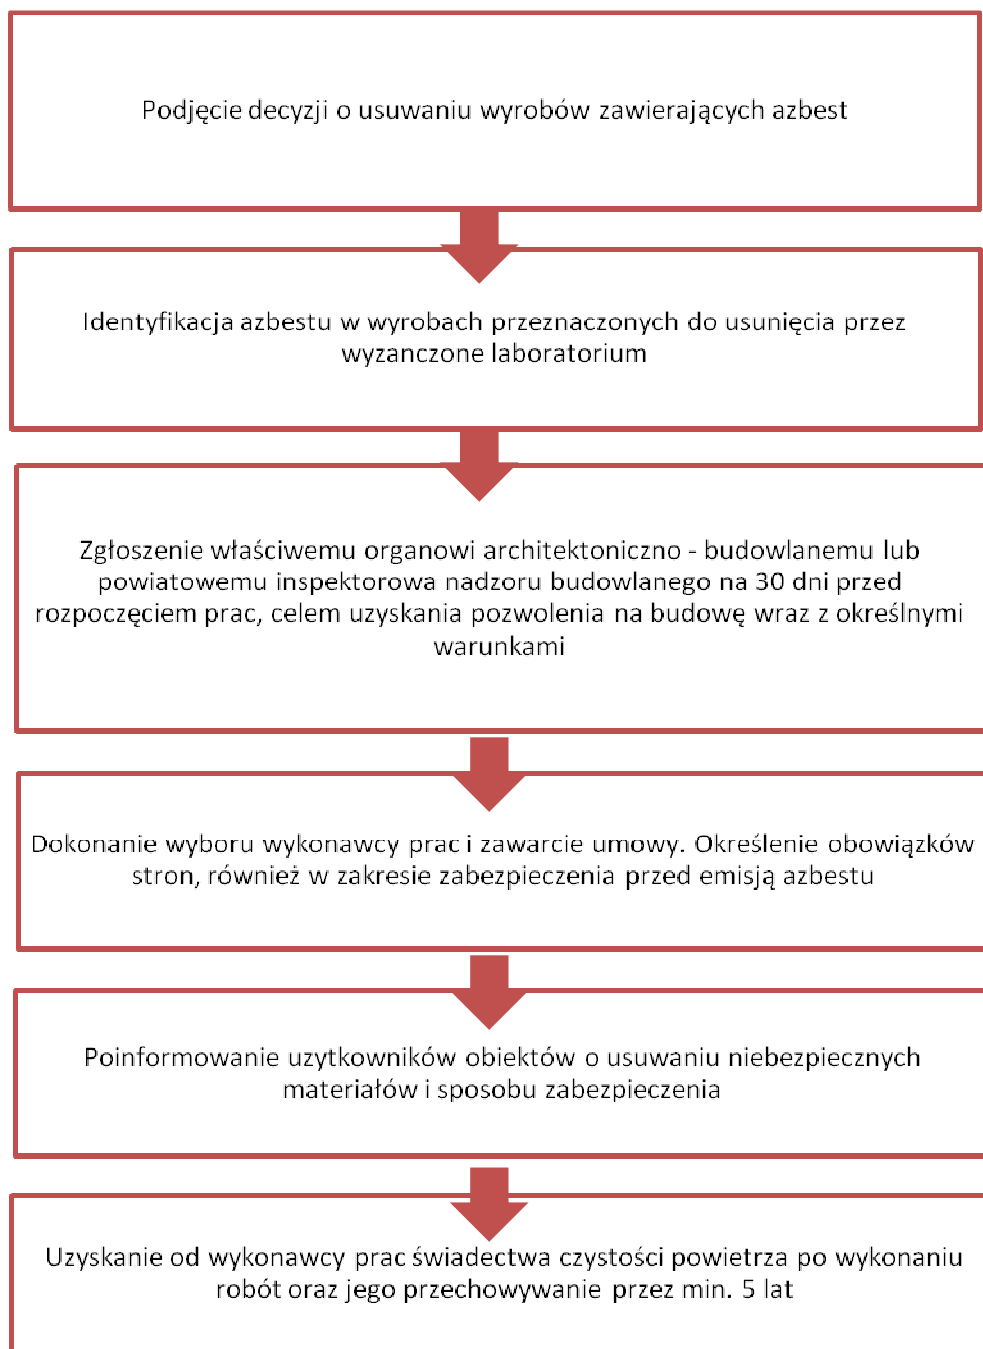 Podjęcie decyzji o usuwaniu wyrobów zawierających azbest
Identyfikacja azbestu w wyrobach przeznaczonych do usunięcia przez
wyzanczone laboratorium
Zgłoszenie właściwemu organowi architektoniczno - budowlanemu lub
powiatowemu inspektorowa nadzoru budowlanego na 30 dni przed
rozpoczęciem prac, celem uzyskania pozwolenia na budowę wraz z określnymi
warunkami
Dokonanie wyboru wykonawcy prac i zawarcie umowy. Określenie obowiązków
stron, również w zakresie zabezpieczenia przed emisją azbestu
Poinformowanie uzytkowników obiektów o usuwaniu niebezpiecznych
materiałów i sposobu zabezpieczenia
Uzyskanie od wykonawcy prac świadectwa czystości powietrza po wykonaniu
robót oraz jego przechowywanie przez min. 5 lat